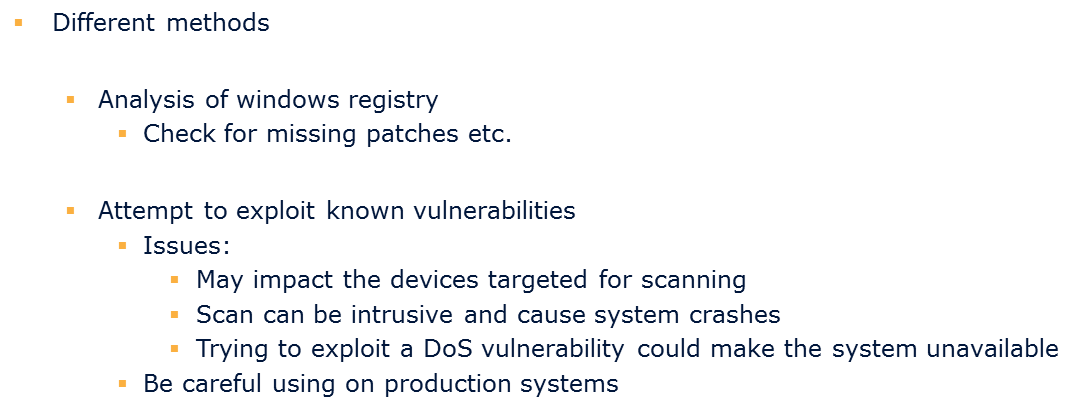 Different methods
Analysis of windows registry
Check for missing patches etc.
Attempt to exploit known vulnerabilities
Issues:
May impact the devices targeted for scanning
Scan can be intrusive and cause system crashes
Trying to exploit a DoS vulnerability could make the system unavailable
Be careful using on production systems